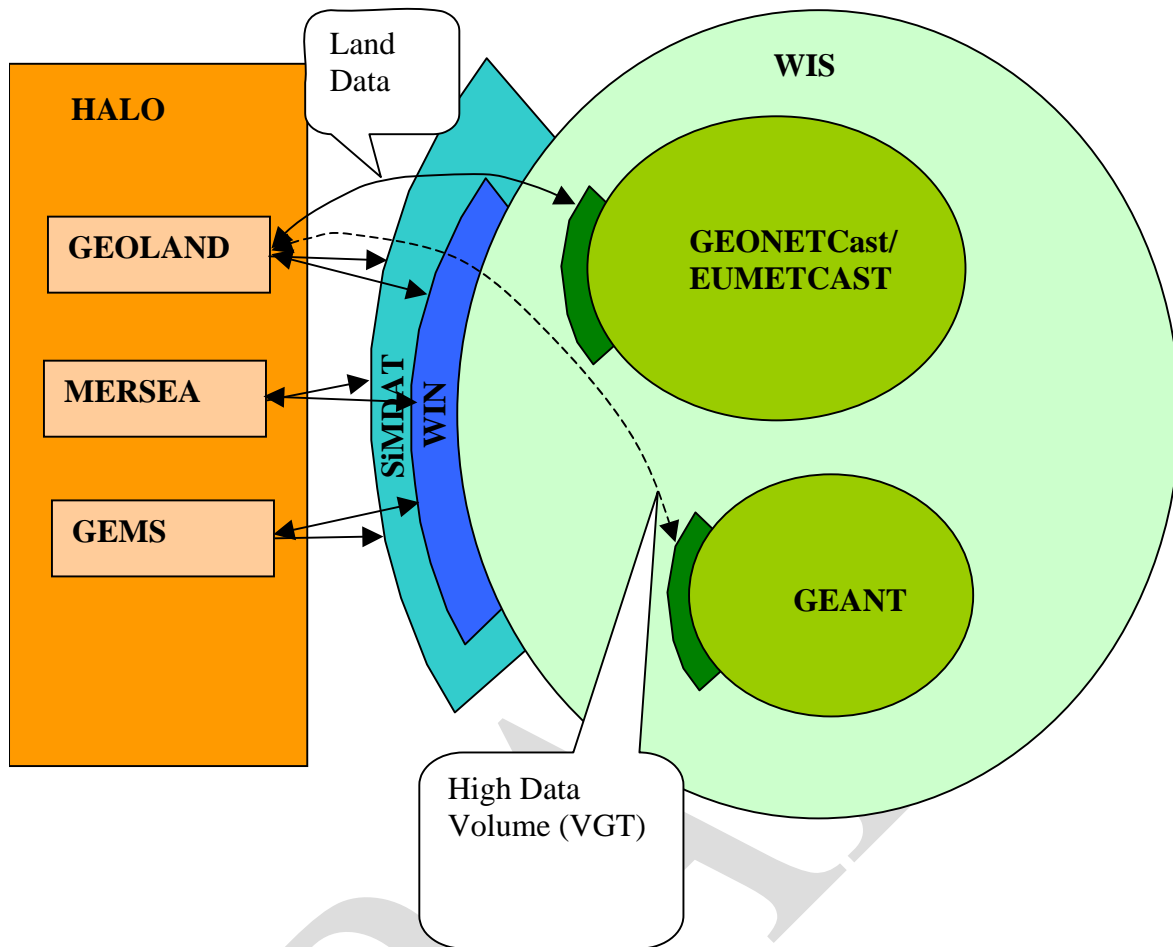 Land
Data
WIS
HALO
GEOLAND
GEONETCast/
EUMETCAST
MERSEA
SiMDAT
WIN
GEMS
GEANT
High Data
Volume (VGT)